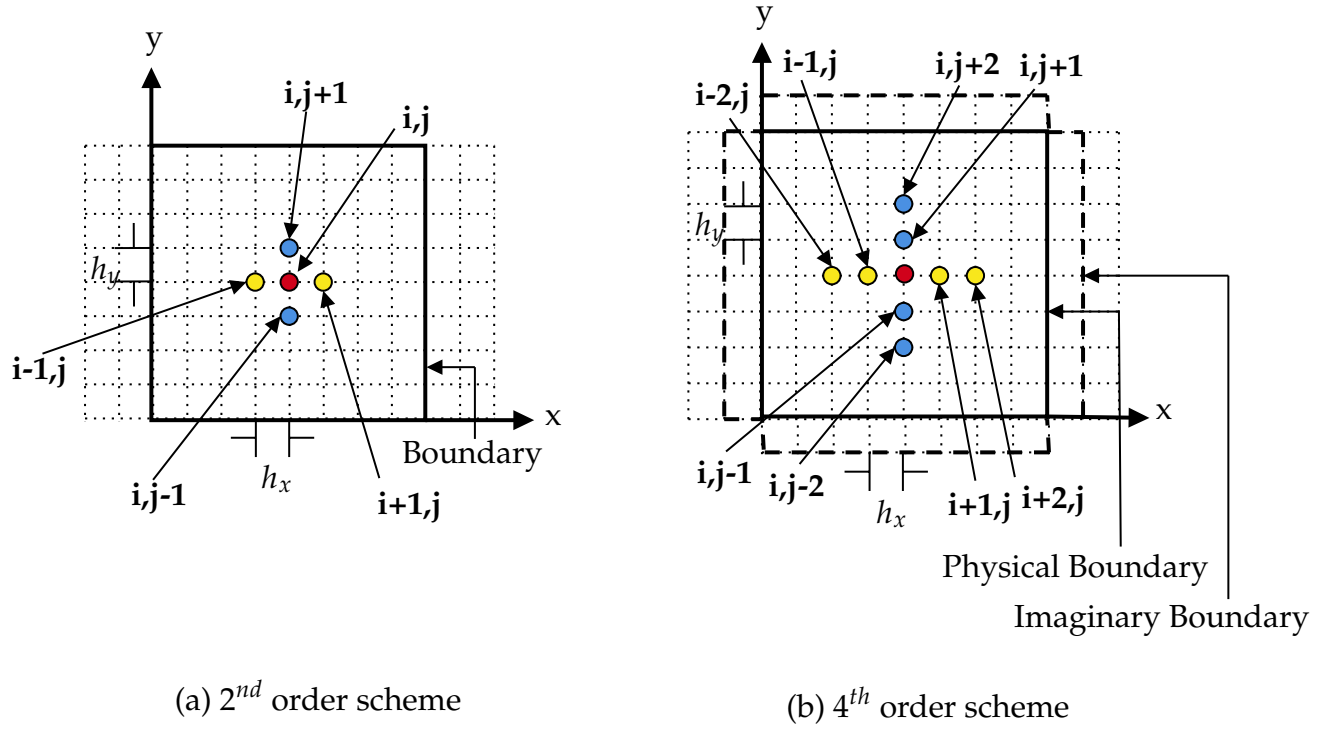 y
i,j+1
i,j
h_y
i-1,j
x
Boundary
h_x
i,j-1
i+1,j
(a) 2^{nd} order scheme
y
i-1,j
i,j+2
i,j+1
i-2,j
h_y
x
i,j-1
i,j-2
h_x
i+1,j
i+2,j
Physical Boundary
Imaginary Boundary
(b) 4^{th} order scheme